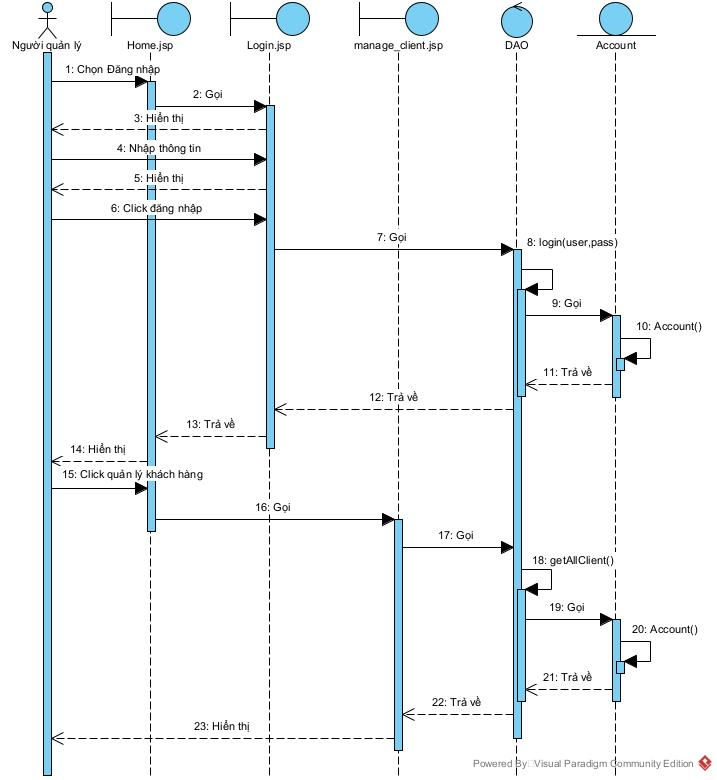 Người quản lý
Home.jsp
Login.jsp
manage_client.jsp
DAO
Account
1: Chọn Đăng nhập
2: Gọi
3: Hiển thị
4: Nhập thông tin
5: Hiển thị
6: Click đăng nhập
7: Gọi
8: login(user,pass)
9: Gọi
10: Account()
11: Trả về
12: Trả về
13: Trả về
14: Hiển thị
15: Click quản lý khách hàng
16: Gọi
17: Gọi
18: getAllClient()
19: Gọi
20: Account()
21: Trả về
22: Trả về
23: Hiển thị
Powered By Visual Paradigm Community Edition